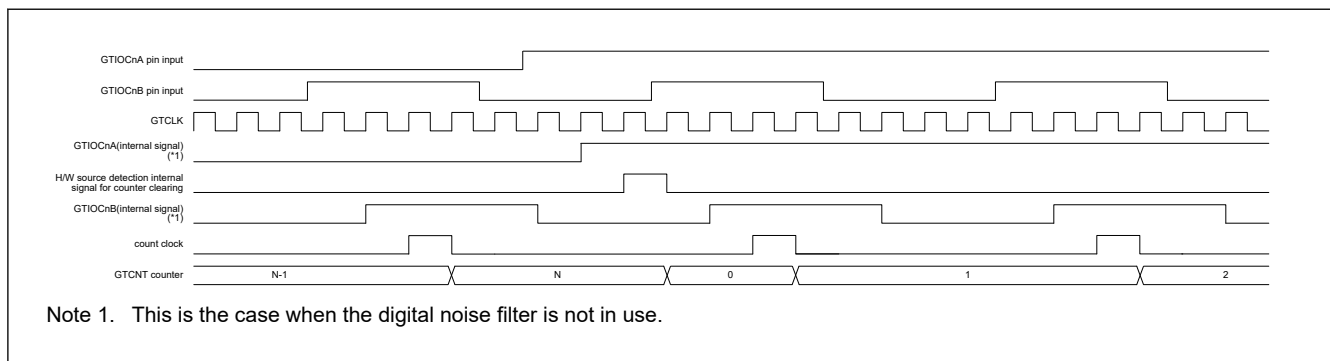 GTIOCnA pin input
GTIOCnB pin input
GTCLK
GTIOCnA(internal signal)
(*1)
H/W source detection internal
signal for counter clearing
GTIOCnB(internal signal)
(*1)
count clock
GTCNT counter
N-1
N
0
1
2
Note 1. This is the case when the digital noise filter is not in use.